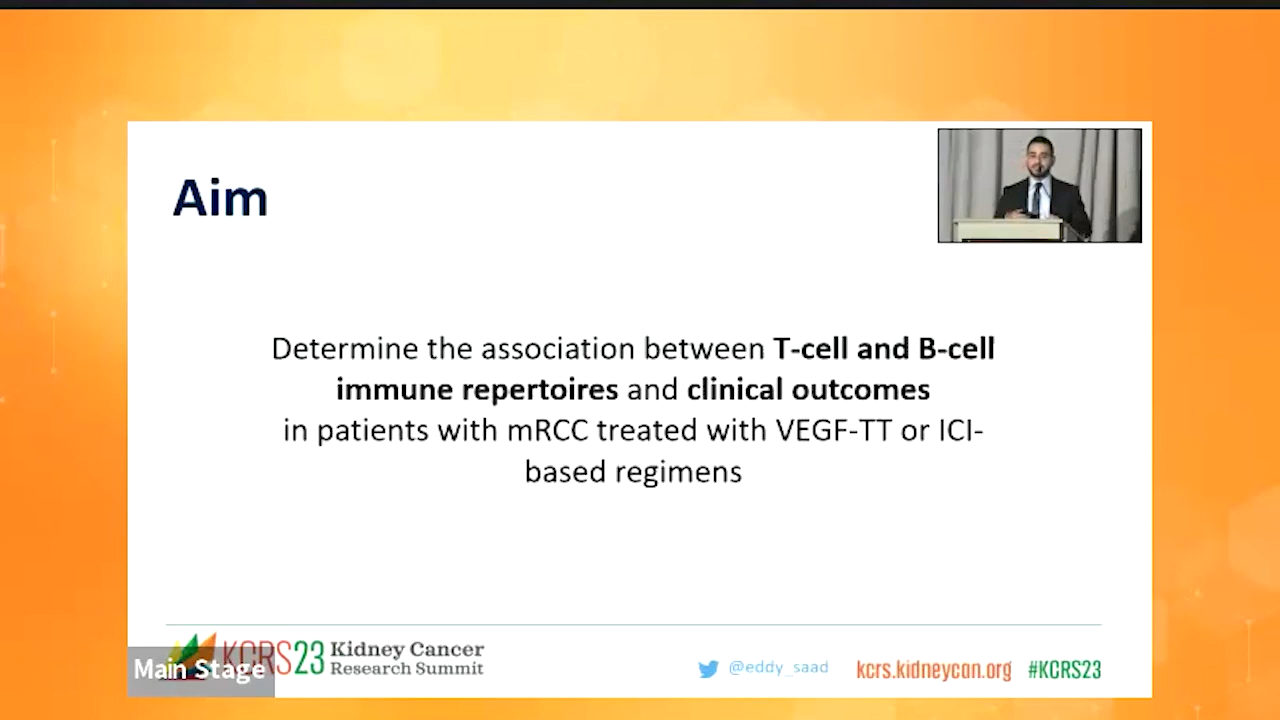 Aim
Determine the association between T-cell and B-cell
immune repertoires and clinical outcomes
in patients with mRCC treated with VEGF-TT or ICI-
based regimens
KCRS23 Kidney Cancer
Research Summit
Main Stage
@eddy_saad
kcrs.kidneycan.org
#KCRS23